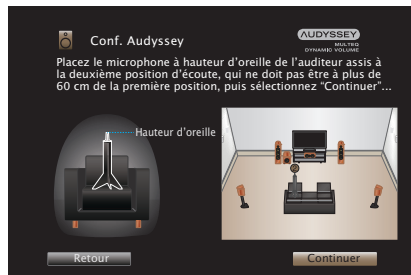 Conf. Audyssey
AUDYSSEY
MULTEQ
DYNAMIC VOLUME
Placez le microphone à hauteur d'oreille de l'auditeur assis à
la deuxième position d'écoute, qui ne doit pas être à plus de
60 cm de la première position, puis sélectionnez “Continuer”...
Hauteur d'oreille
Retour
Continuer